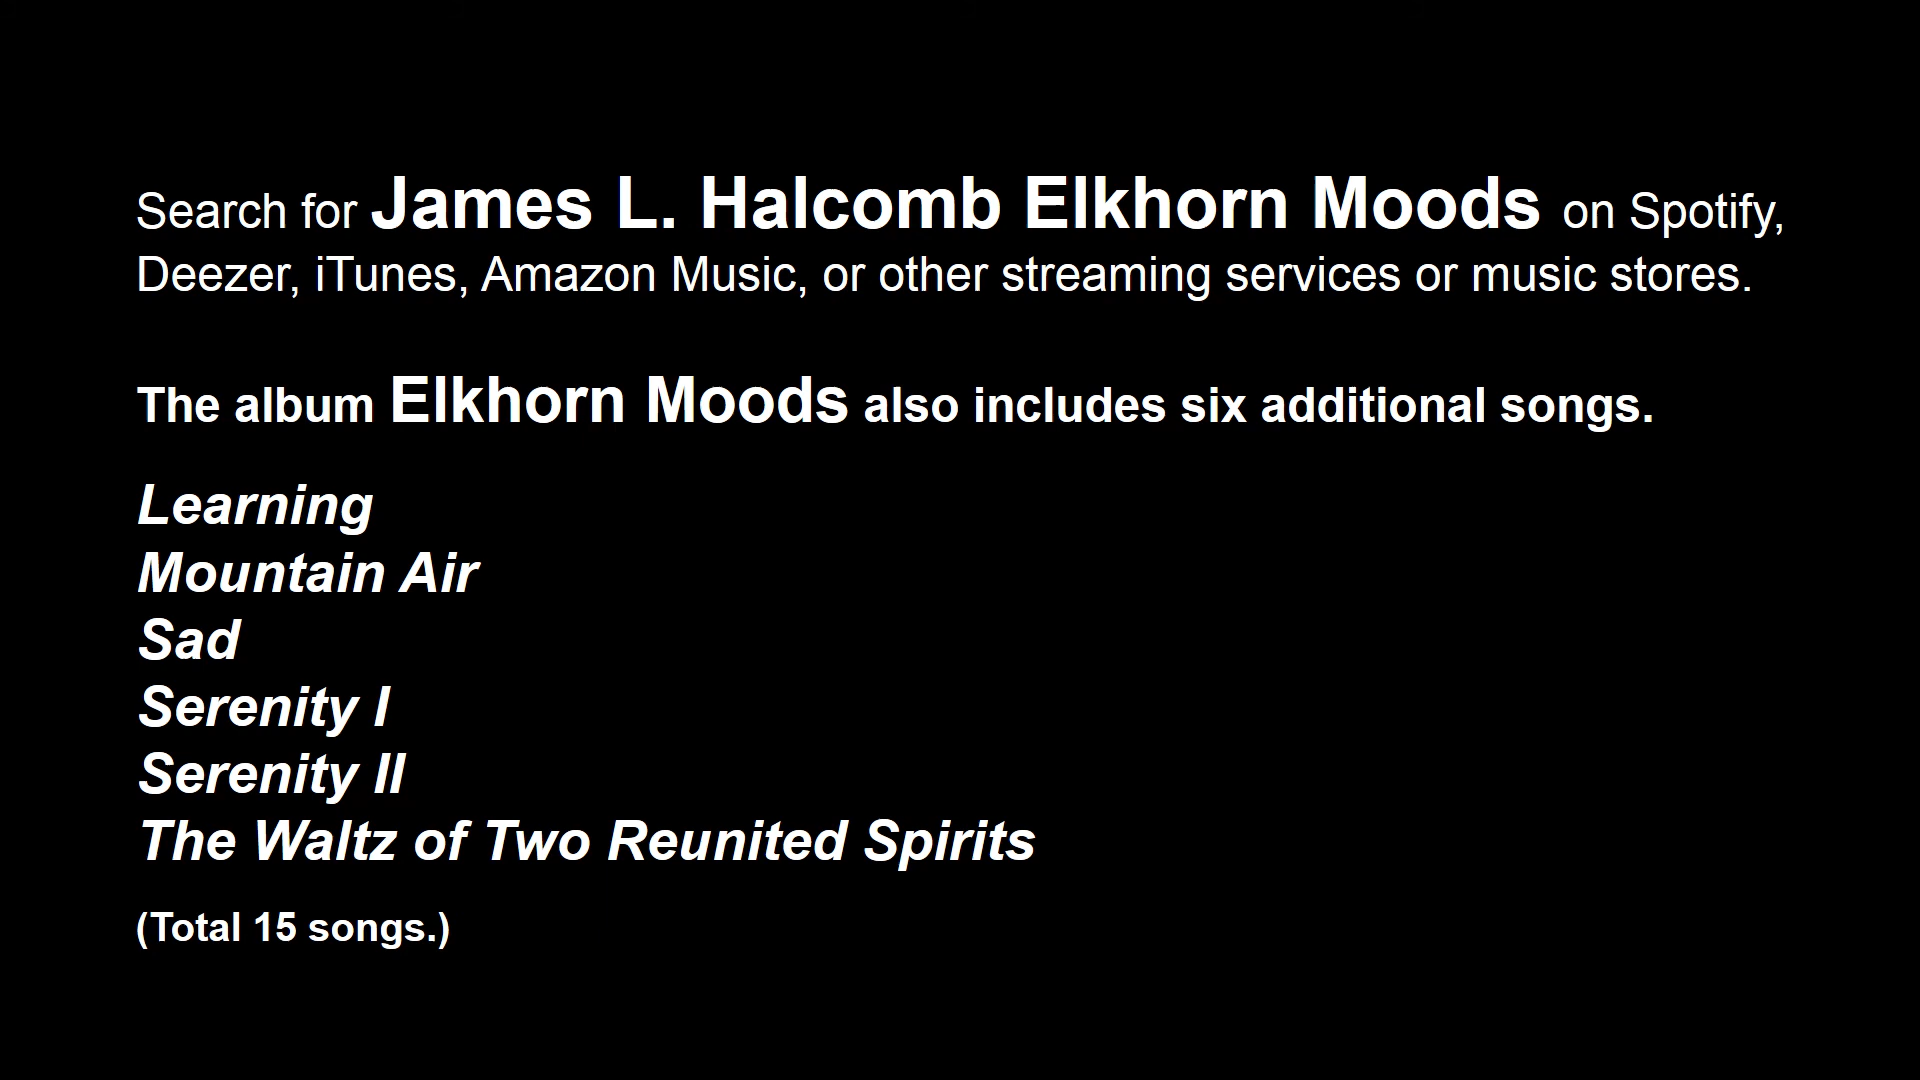 Search for James L. Halcomb Elkhorn Moods on Spotify,
Deezer, iTunes, Amazon Music, or other streaming services or music stores.
The album Elkhorn Moods also includes six additional songs.
Learning
Mountain Air
Sad
Serenity I
Serenity II
The Waltz of Two Reunited Spirits
(Total 15 songs.)